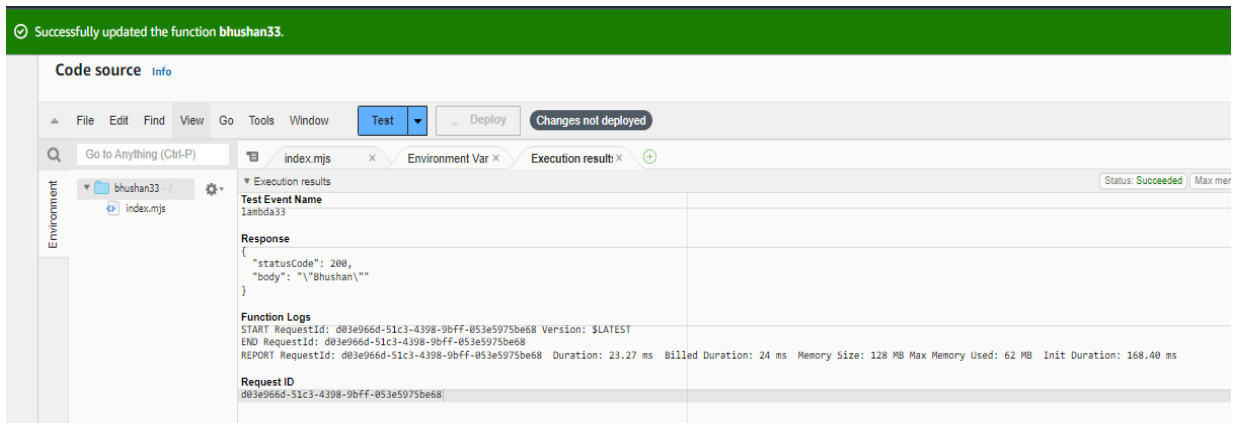 Successfully updated the function bhushan33.
Code source Info
File Edit Find View Go Tools Window Test Deploy Changes not deployed
Go to Anything (Ctrl-P) index.mjs × Environment Var × Execution results ×
Environment
bhushan33 - /
index.mjs
Execution results Status: Succeeded Max mer
Test Event Name
lambda33
Response
{
"statusCode": 200,
"body": "\"Bhushan\""
}
Function Logs
START RequestId: d03e966d-51c3-4398-9bff-053e5975be68 Version: $LATEST
END RequestId: d03e966d-51c3-4398-9bff-053e5975be68
REPORT RequestId: d03e966d-51c3-4398-9bff-053e5975be68 Duration: 23.27 ms Billed Duration: 24 ms Memory Size: 128 MB Max Memory Used: 62 MB Init Duration: 168.40 ms
Request ID
d03e966d-51c3-4398-9bff-053e5975be68